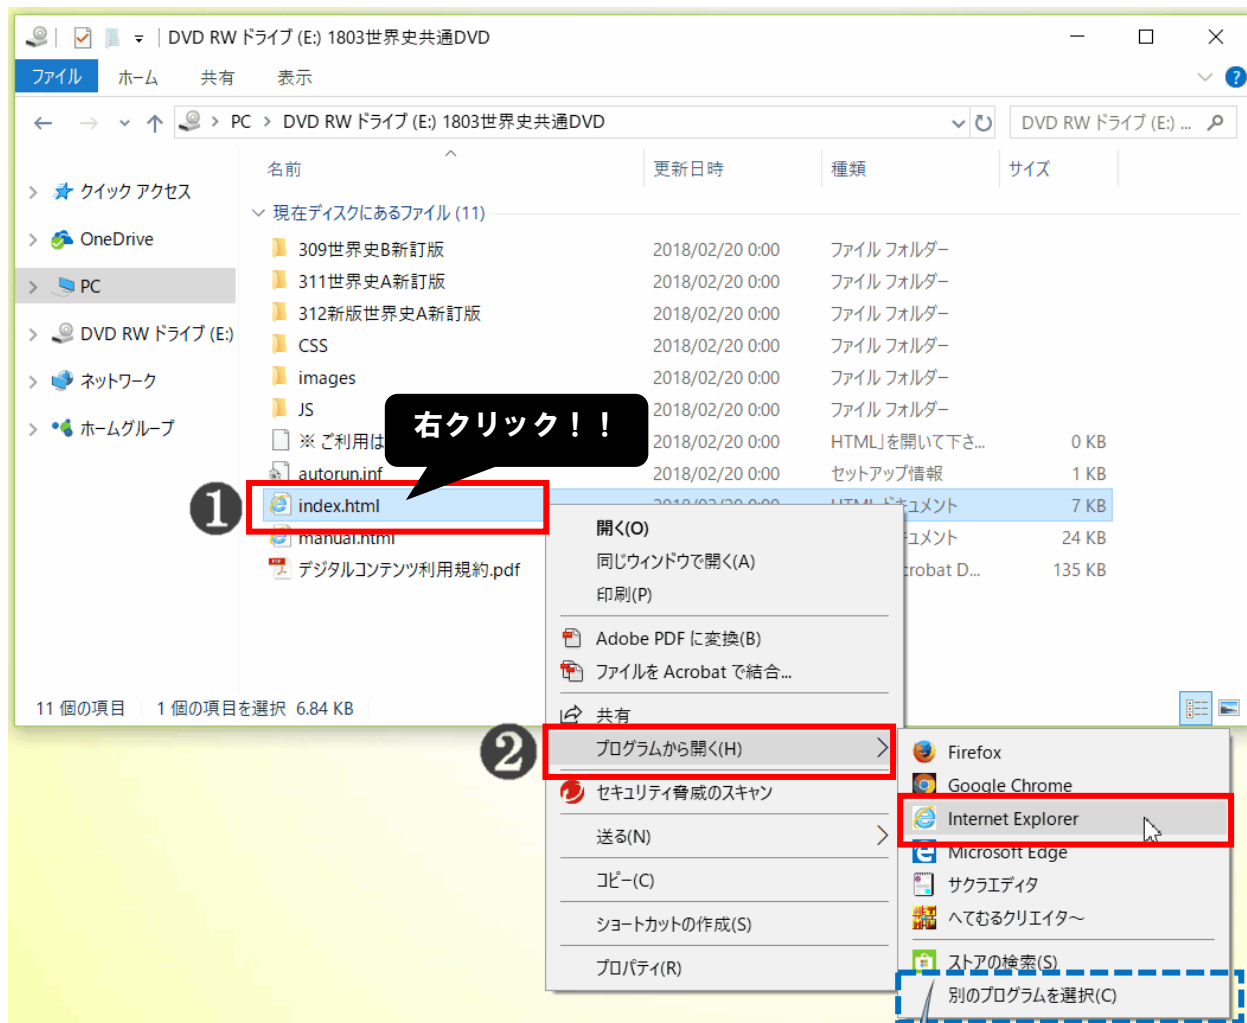 DVD RW ドライブ (E:) 1803世界史共通DVD
ファイル ホーム 共有 表示
PC > DVD RW ドライブ (E:) 1803世界史共通DVD
DVD RW ドライブ (E:) ...
名前 更新日時 種類 サイズ
クイック アクセス
OneDrive
PC
DVD RW ドライブ (E:)
ネットワーク
ホームグループ
現在ディスクにあるファイル (11)
309世界史B新訂版 2018/02/20 0:00 ファイル フォルダー
311世界史A新訂版 2018/02/20 0:00 ファイル フォルダー
312新版世界史A新訂版 2018/02/20 0:00 ファイル フォルダー
CSS 2018/02/20 0:00 ファイル フォルダー
images 2018/02/20 0:00 ファイル フォルダー
JS 2018/02/20 0:00 ファイル フォルダー
右クリック!!
※ご利用は 2018/02/20 0:00 HTML」を開いて下さ... 0 KB
autorun.inf 2018/02/20 0:00 セットアップ情報 1 KB
1
index.html 2018/02/20 0:00 HTML ドキュメント 7 KB
manual.html ュメント 24 KB
デジタルコンテンツ利用規約.pdf crobat D... 135 KB
11 個の項目 1 個の項目を選択 6.84 KB
開く(O)
同じウィンドウで開く(A)
印刷(P)
Adobe PDF に変換(B)
ファイルを Acrobat で結合...
共有
2
プログラムから開く(H)
セキュリティ脅威のスキャン
送る(N)
コピー(C)
ショートカットの作成(S)
プロパティ(R)
Firefox
Google Chrome
Internet Explorer
Microsoft Edge
サクラエディタ
へてむるクリエイタ～
ストアの検索(S)
別のプログラムを選択(C)